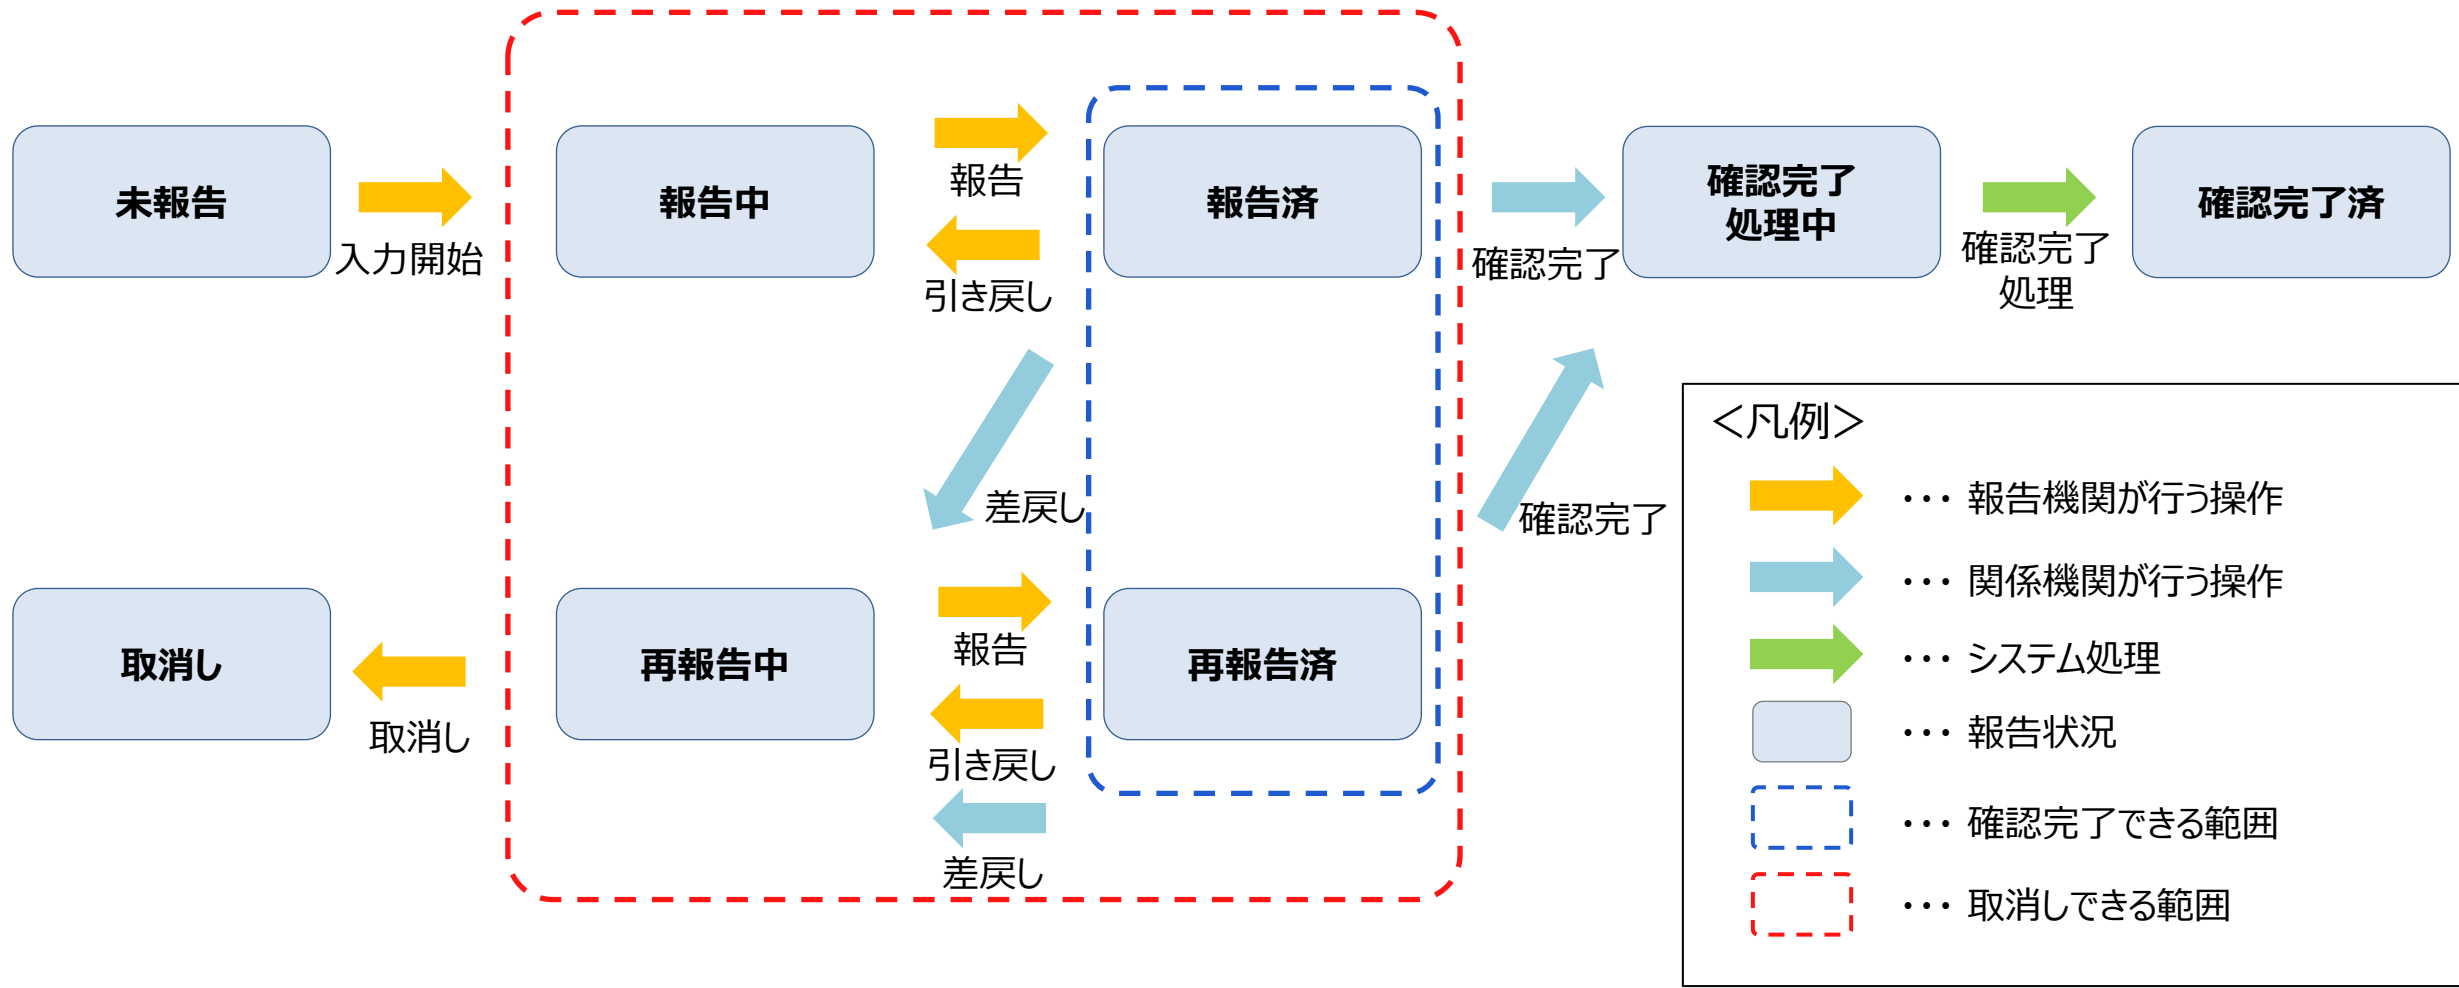 未報告
入力開始
報告中
報告
引き戻し
報告済
確認完了
確認完了
処理中
確認完了
処理
確認完了済
差戻し
確認完了
取消し
取消し
再報告中
報告
引き戻し
差戻し
再報告済
＜凡例＞
・・・ 報告機関が行う操作
・・・ 関係機関が行う操作
・・・ システム処理
・・・ 報告状況
・・・ 確認完了できる範囲
・・・ 取消しできる範囲